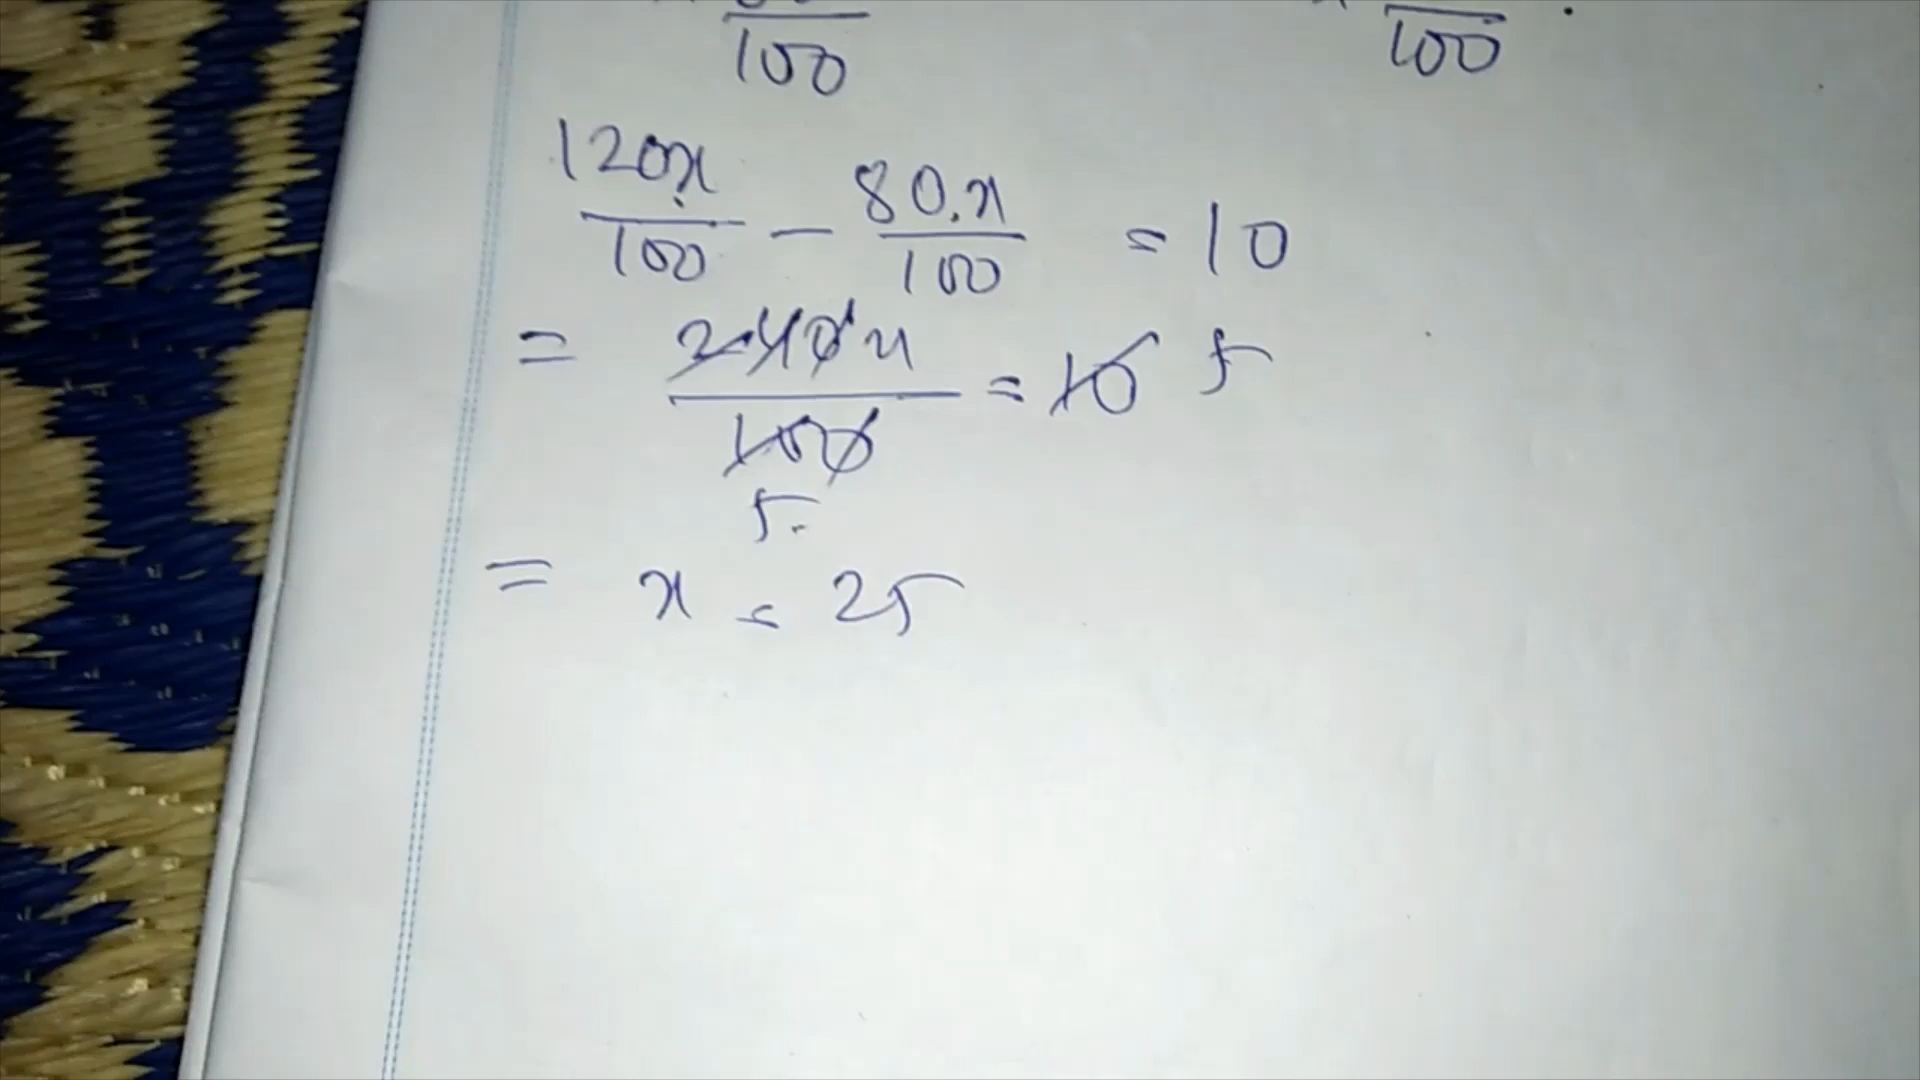 100 100
120x/100 - 80.x/100 = 10
= 240x/100 = 10 5
5.
= x = 25